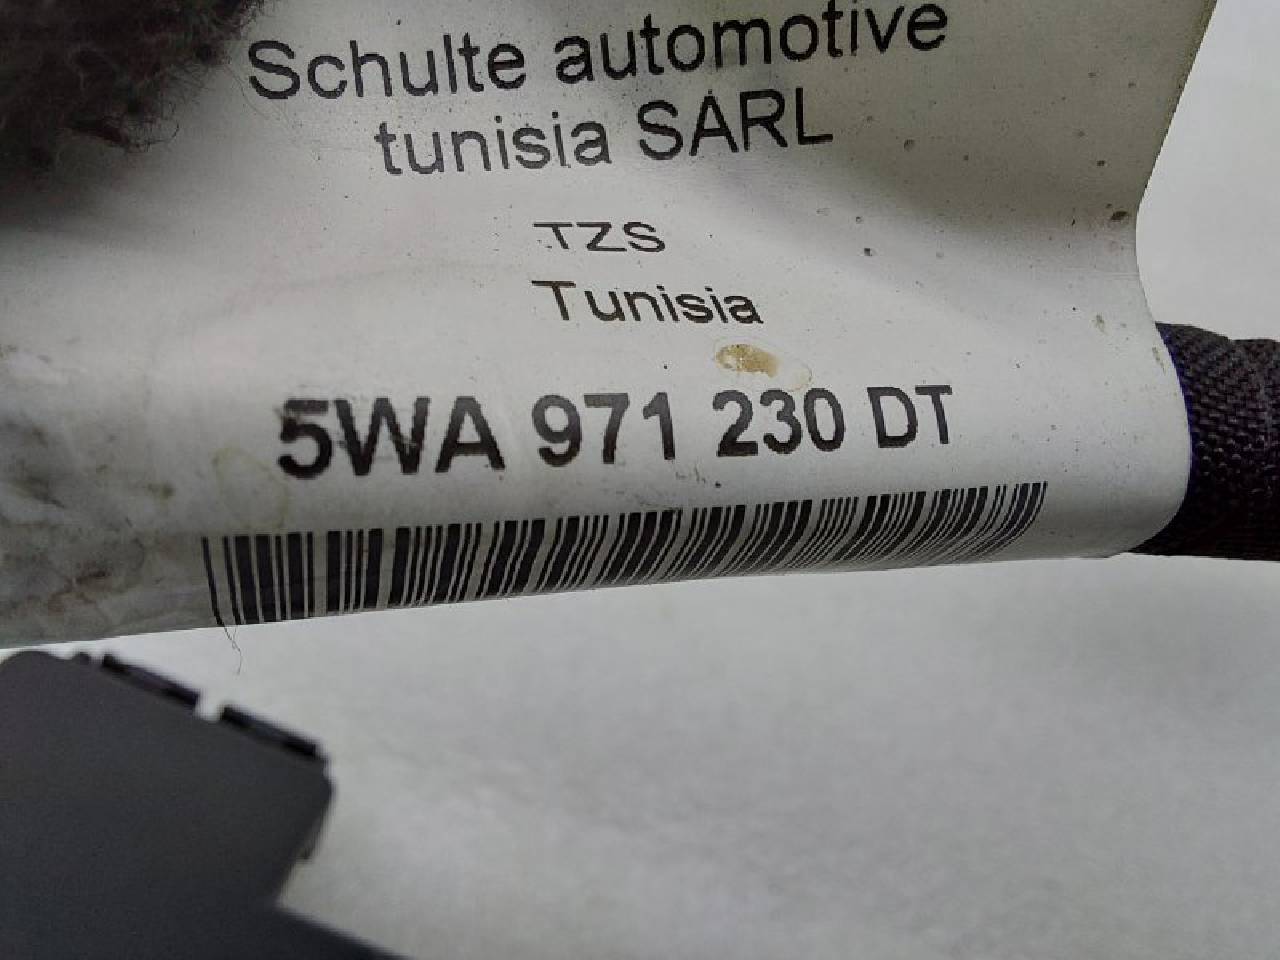 Schulte automotive
tunisia SARL
TZS
Tunisia
5WA 971 230 DT